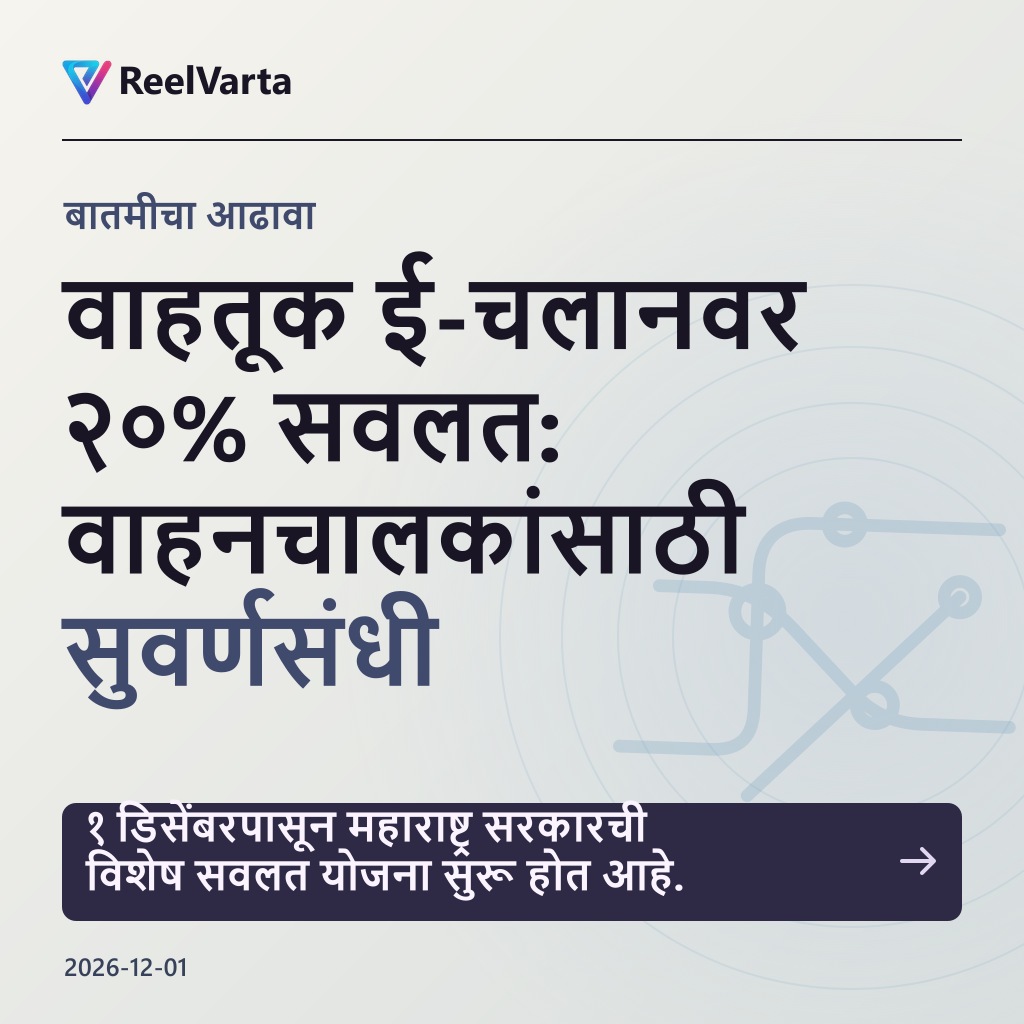 ReelVarta
बातमीचा आढावा
वाहतूक ई-चलानवर
२०% सवलत:
वाहनचालकांसाठी
सुवर्णसंधी
१ डिसेंबरपासून महाराष्ट्र सरकारची
विशेष सवलत योजना सुरू होत आहे.
2026-12-01